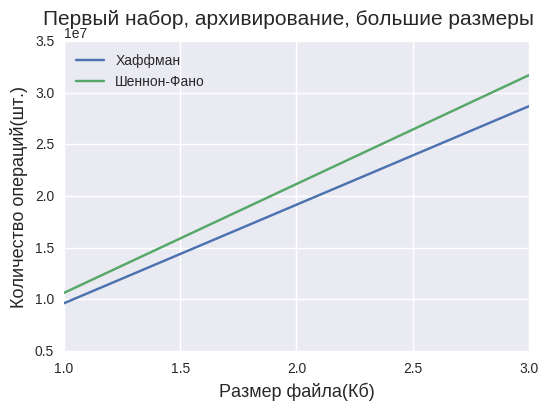 Первый набор, архивирование, большие размеры
1e7
3.5
3.0
2.5
2.0
1.5
1.0
0.5
Хаффман
Шеннон-Фано
Количество операций(шт.)
1.0 1.5 2.0 2.5 3.0
Размер файла(Кб)